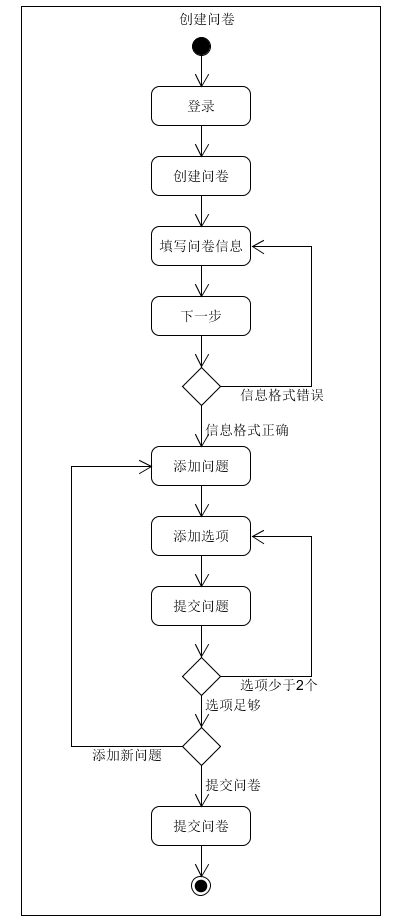 创建问卷
登录
创建问卷
填写问卷信息
下一步
信息格式错误
信息格式正确
添加问题
添加选项
提交问题
选项少于2个
选项足够
添加新问题
提交问卷
提交问卷